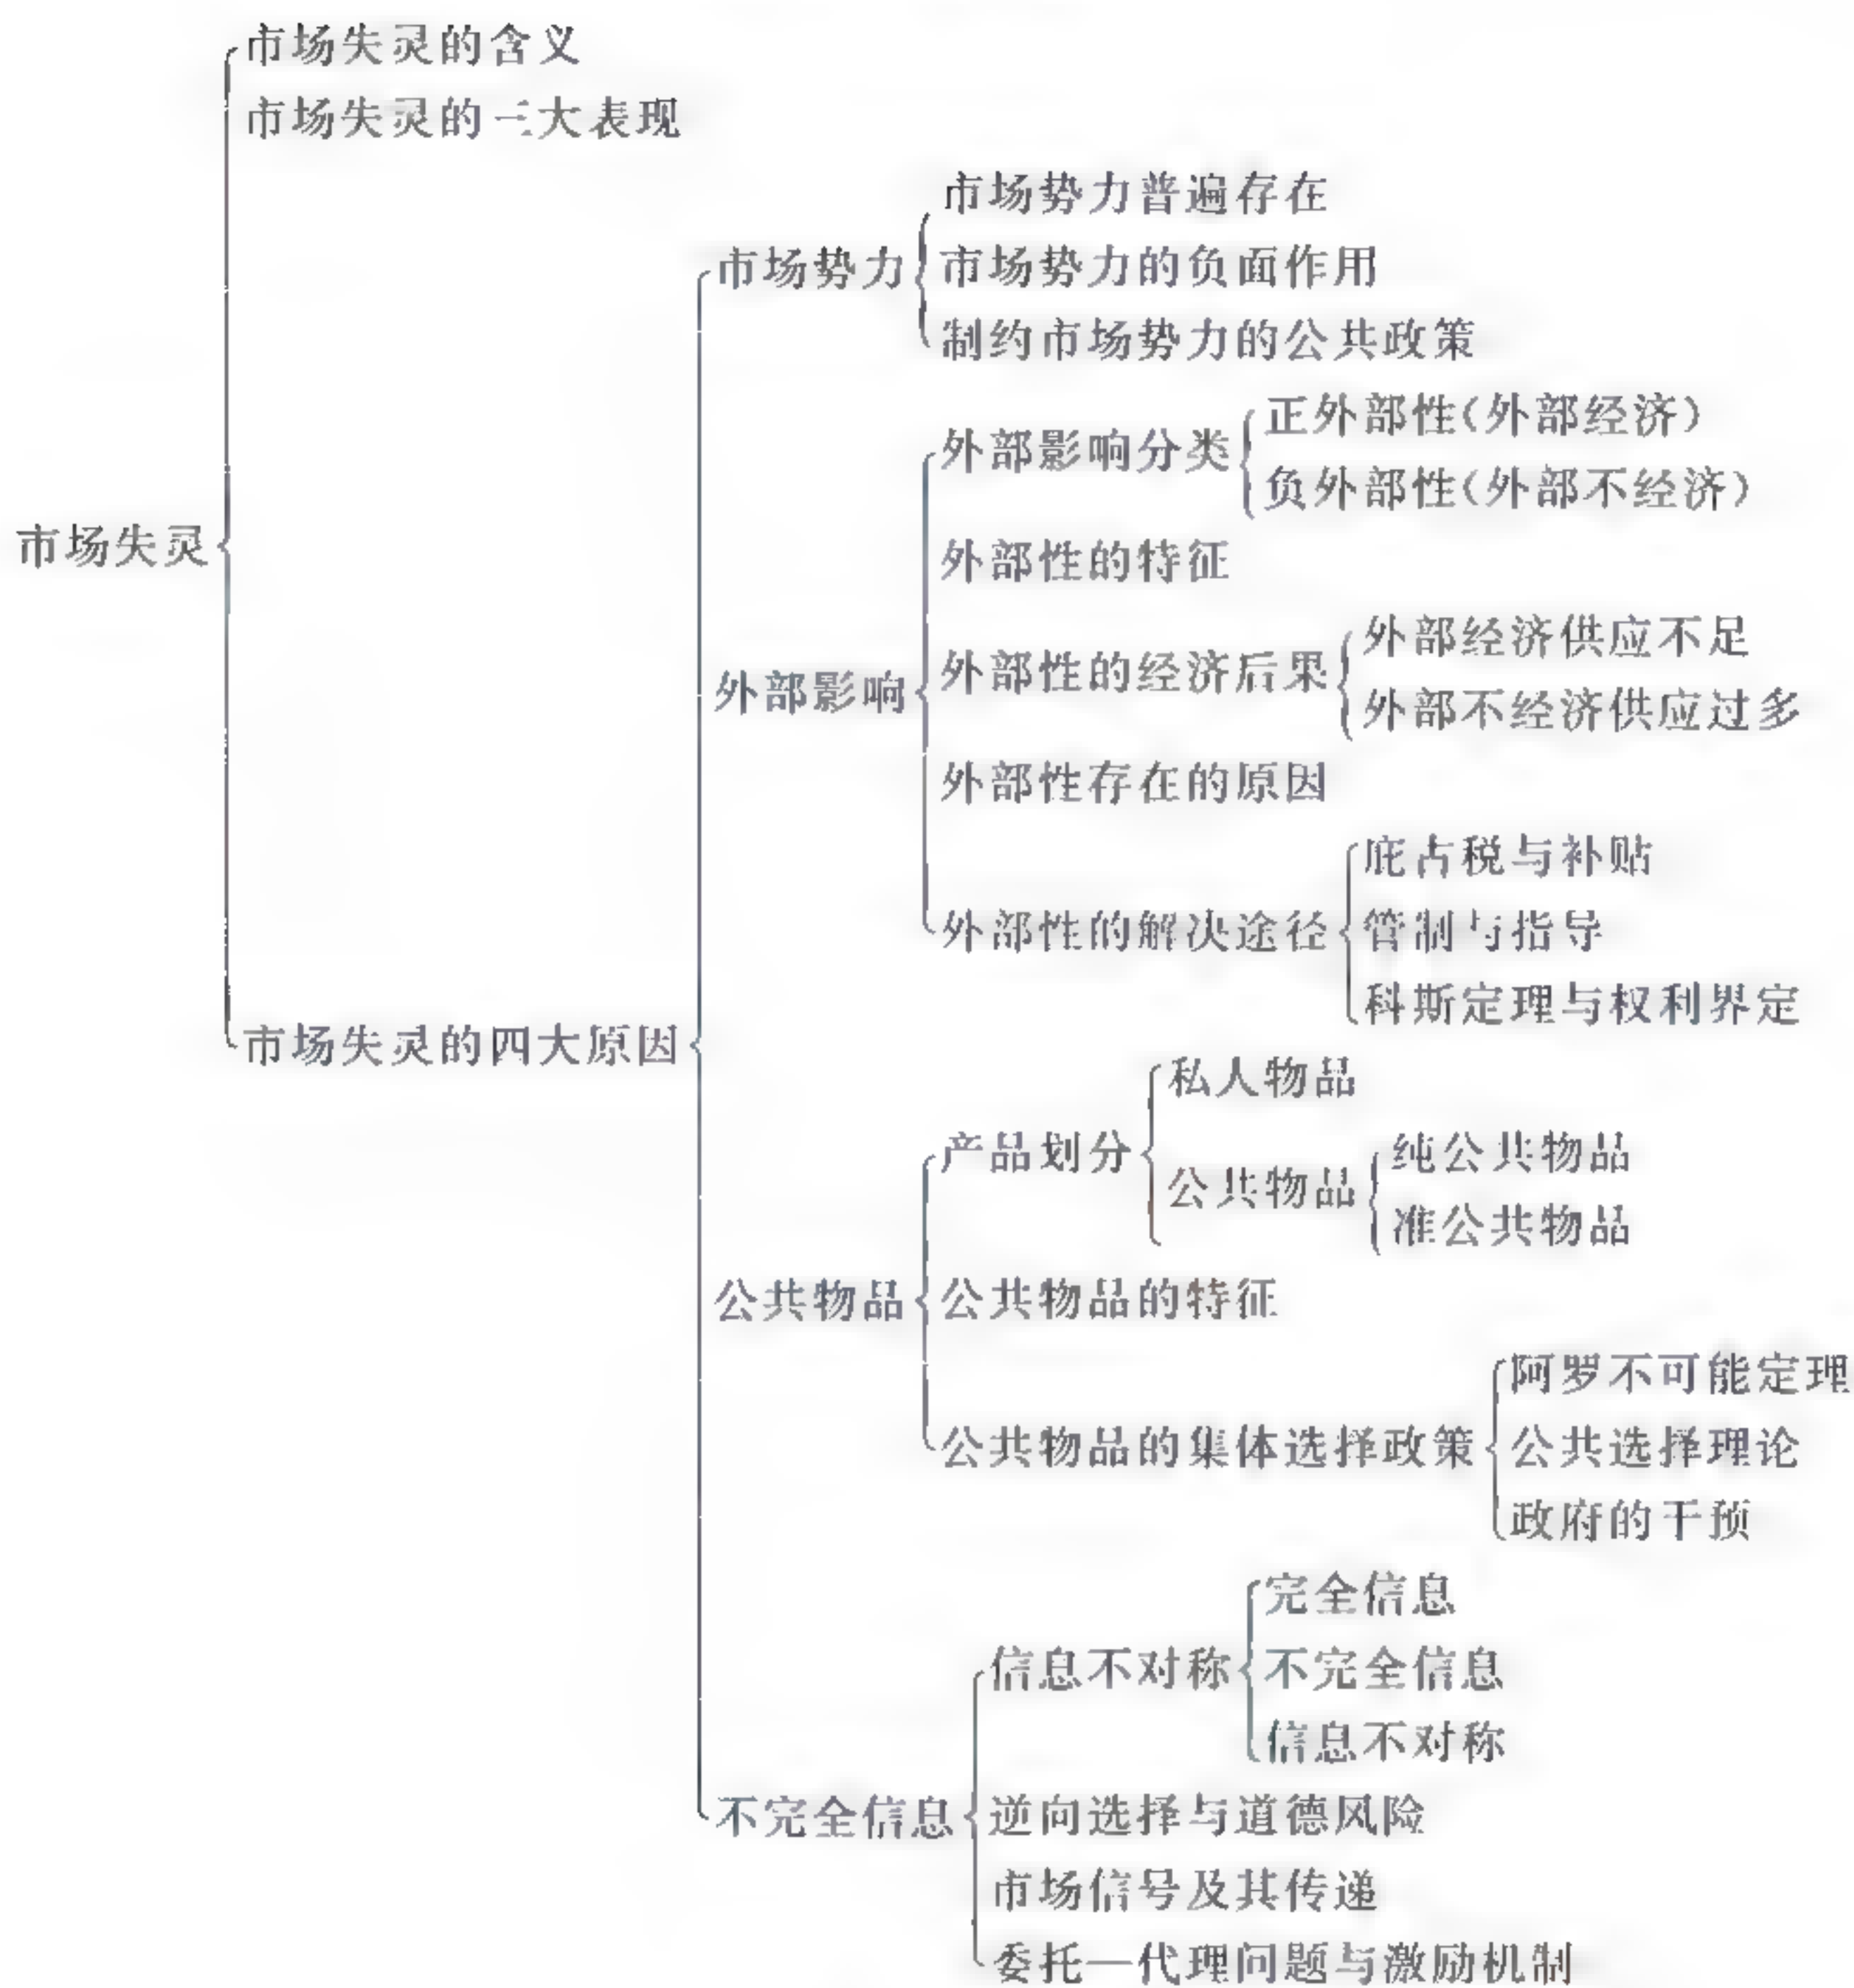 市场失灵的含义
市场失灵的三大表现
市场势力普遍存在
市场势力
市场势力的负面作用
制约市场势力的公共政策
正外部性(外部经济)
外部影响分类
负外部性(外部不经济)
市场失灵
外部性的特征
外部经济供应不足
外部性的经济后果
外部影响
外部不经济供应过多
外部性存在的原因
庇古税与补贴
外部性的解决途径
管制与指导
科斯定理与权利界定
市场失灵的四大原因
私人物品
产品划分
纯公共物品
公共物品
准公共物品
公共物品
公共物品的特征
阿罗不可能定理
公共物品的集体选择政策
公共选择理论
政府的干预
完全信息
信息不对称
不完全信息
信息不对称
不完全信息
逆向选择与道德风险
市场信号及其传递
委托—代理问题与激励机制